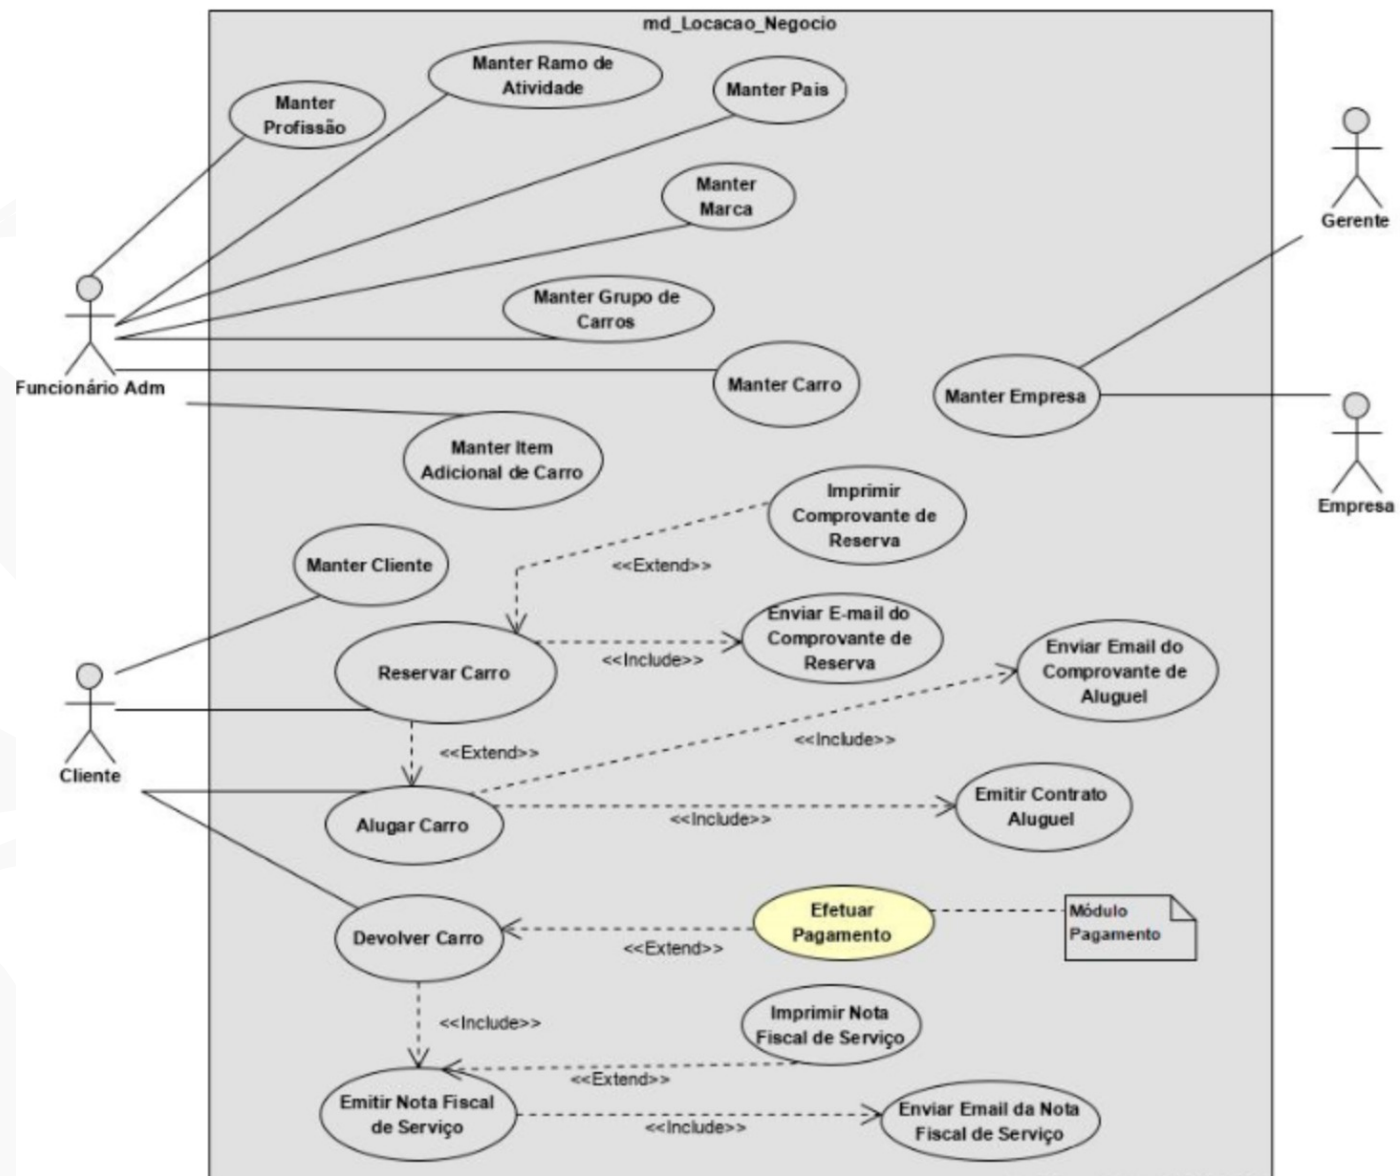 md_Locacao_Negocio
Manter Ramo de
Atividade
Manter Pais
Manter
Profissão
Manter
Marca
Gerente
Manter Grupo de
Carros
Funcionário Adm
Manter Carro
Manter Empresa
Manter Item
Adicional de Carro
Empresa
Imprimir
Comprovante de
Reserva
Manter Cliente
<<Extend>>
Enviar E-mail do
Comprovante de
Reserva
Reservar Carro
<<Include>>
Enviar Email do
Comprovante de
Aluguel
<<Extend>>
<<Include>>
Cliente
Alugar Carro
<<Include>>
Emitir Contrato
Aluguel
Devolver Carro
<<Extend>>
Efetuar
Pagamento
Módulo
Pagamento
<<Include>>
Imprimir Nota
Fiscal de Serviço
<<Extend>>
Emitir Nota Fiscal
de Serviço
<<Include>>
Enviar Email da Nota
Fiscal de Serviço